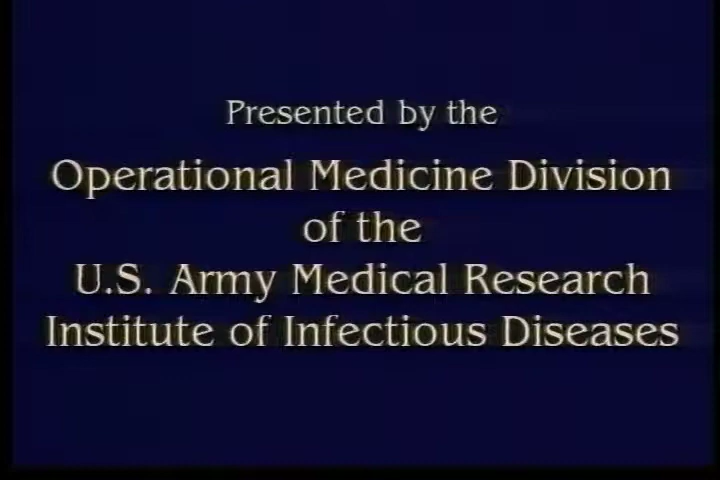 Presented by the
Operational Medicine Division
of the
U.S. Army Medical Research
Institute of Infectious Diseases